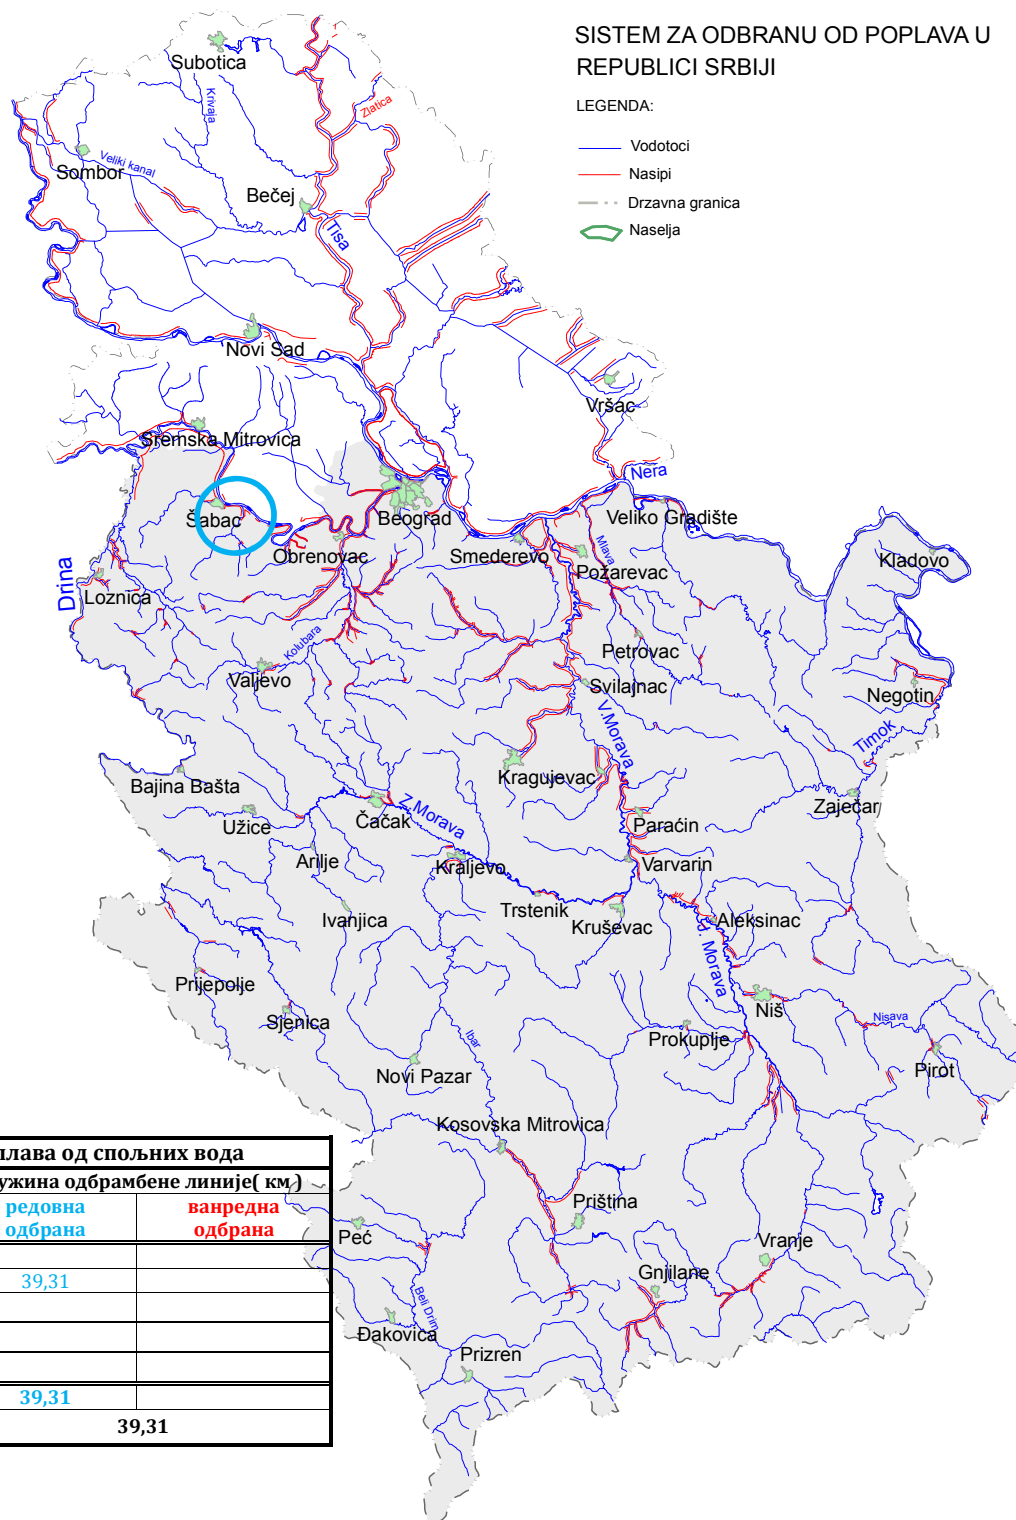 SISTEM ZA ODBRANU OD POPLAVA U
REPUBLICI SRBIJI
LEGENDA:
Vodotoci
Nasipi
Drzavna granica
Naselja
Subotica
Krivaja
Zlatica
Sombor
Veliki kanal
Bečej
Tisa
Novi Sad
Vršac
Sremska Mitrovica
Nera
Šabac
Beograd
Veliko Gradište
Obrenovac
Smederevo
Mlava
Požarevac
Kladovo
Drina
Loznica
Kolubara
Petrovac
Valjevo
Svilajnac
Negotin
V.Morava
Timok
Kragujevac
Bajina Bašta
Zaječar
Užice
Čačak
Z.Morava
Paraćin
Arilje
Kraljevo
Varvarin
Ivanjica
Trstenik
Kruševac
Aleksinac
J. Morava
Prijepolje
Sjenica
Niš
Nisava
Ibar
Prokuplje
Pirot
Novi Pazar
Kosovska Mitrovica
Priština
Peć
Vranje
Gnjilane
Beli Drim
Đakovica
Prizren
лава од спољних вода
ужина одбрамбене линије( км )
редовна
одбрана
ванредна
одбрана
39,31
39,31
39,31